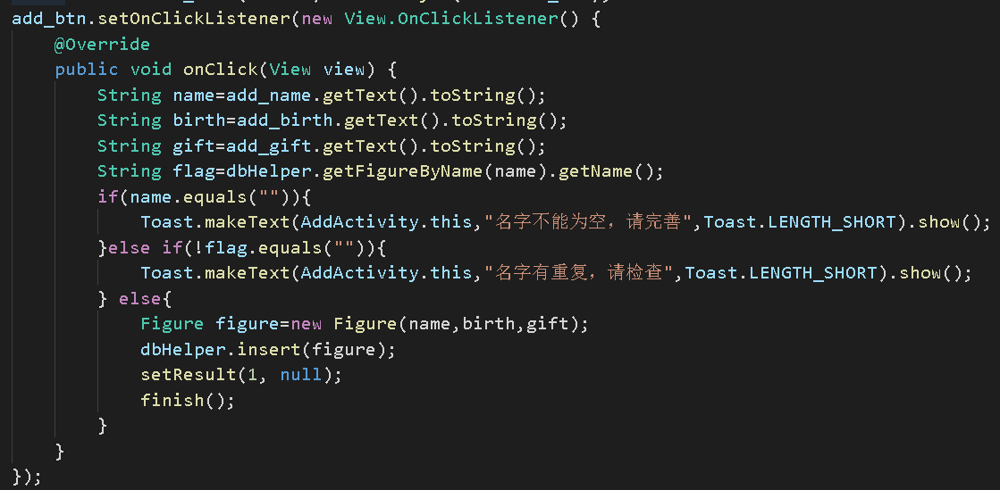 add_btn.setOnClickListener(new View.OnClickListener() {
    @Override
    public void onClick(View view) {
        String name=add_name.getText().toString();
        String birth=add_birth.getText().toString();
        String gift=add_gift.getText().toString();
        String flag=dbHelper.getFigureByName(name).getName();
        if(name.equals("")){
            Toast.makeText(AddActivity.this,"名字不能为空，请完善",Toast.LENGTH_SHORT).show();
        }else if(!flag.equals("")){
            Toast.makeText(AddActivity.this,"名字有重复，请检查",Toast.LENGTH_SHORT).show();
        } else{
            Figure figure=new Figure(name,birth,gift);
            dbHelper.insert(figure);
            setResult(1, null);
            finish();
        }
    }
});